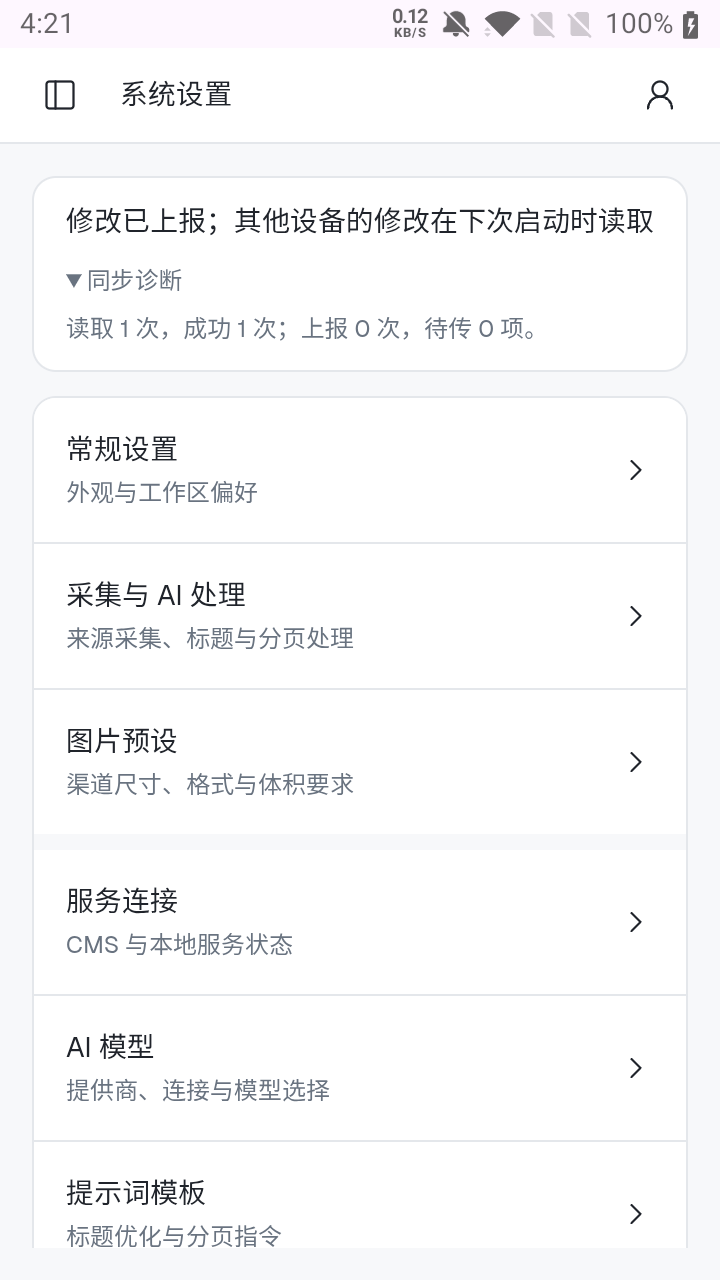 4:21
0.12
KB/S
100%
系统设置
修改已上报；其他设备的修改在下次启动时读取
▼同步诊断
读取 1 次，成功 1 次；上报 0 次，待传 0 项。
常规设置
外观与工作区偏好
采集与 AI 处理
来源采集、标题与分页处理
图片预设
渠道尺寸、格式与体积要求
服务连接
CMS 与本地服务状态
AI 模型
提供商、连接与模型选择
提示词模板
标题优化与分页指令